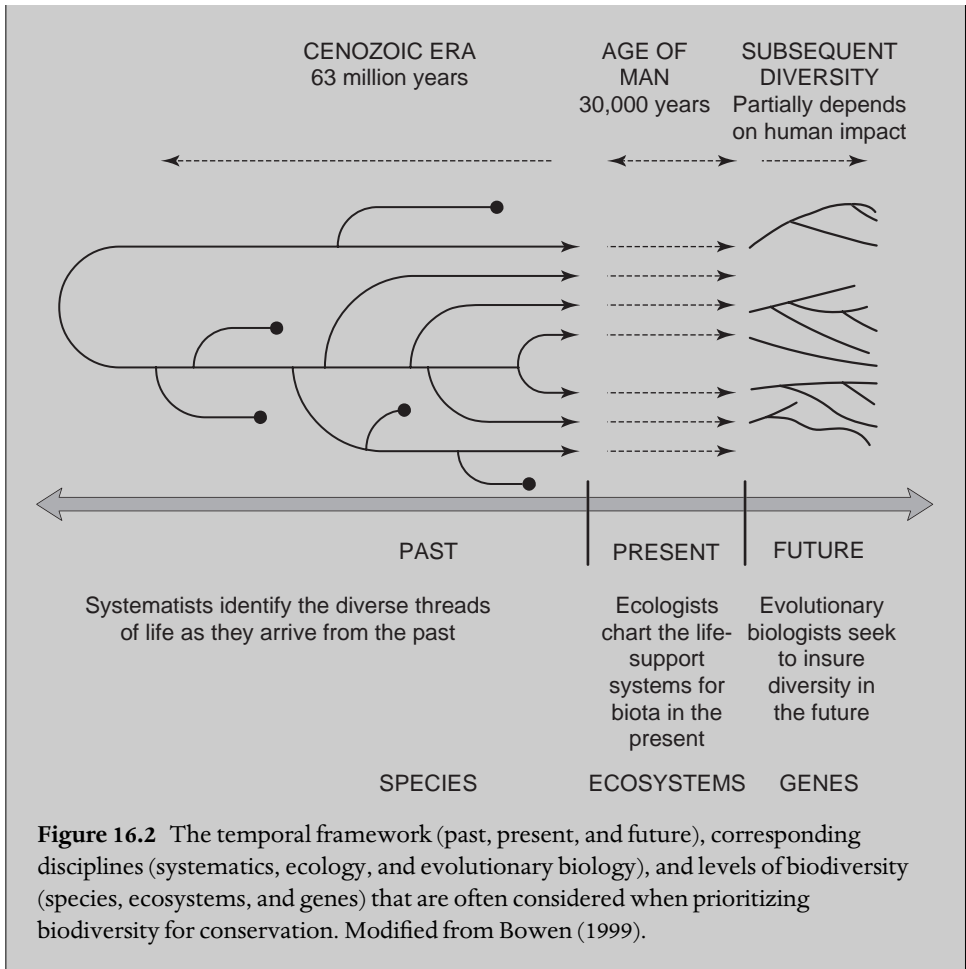 CENOZOIC ERA
63 million years
AGE OF
MAN
30,000 years
SUBSEQUENT
DIVERSITY
Partially depends
on human impact
PAST
PRESENT
FUTURE
Systematists identify the diverse threads
of life as they arrive from the past
Ecologists
chart the life-
support
systems for
biota in the
present
Evolutionary
biologists seek
to insure
diversity in
the future
SPECIES
ECOSYSTEMS
GENES
Figure 16.2 The temporal framework (past, present, and future), corresponding
disciplines (systematics, ecology, and evolutionary biology), and levels of biodiversity
(species, ecosystems, and genes) that are often considered when prioritizing
biodiversity for conservation. Modified from Bowen (1999).